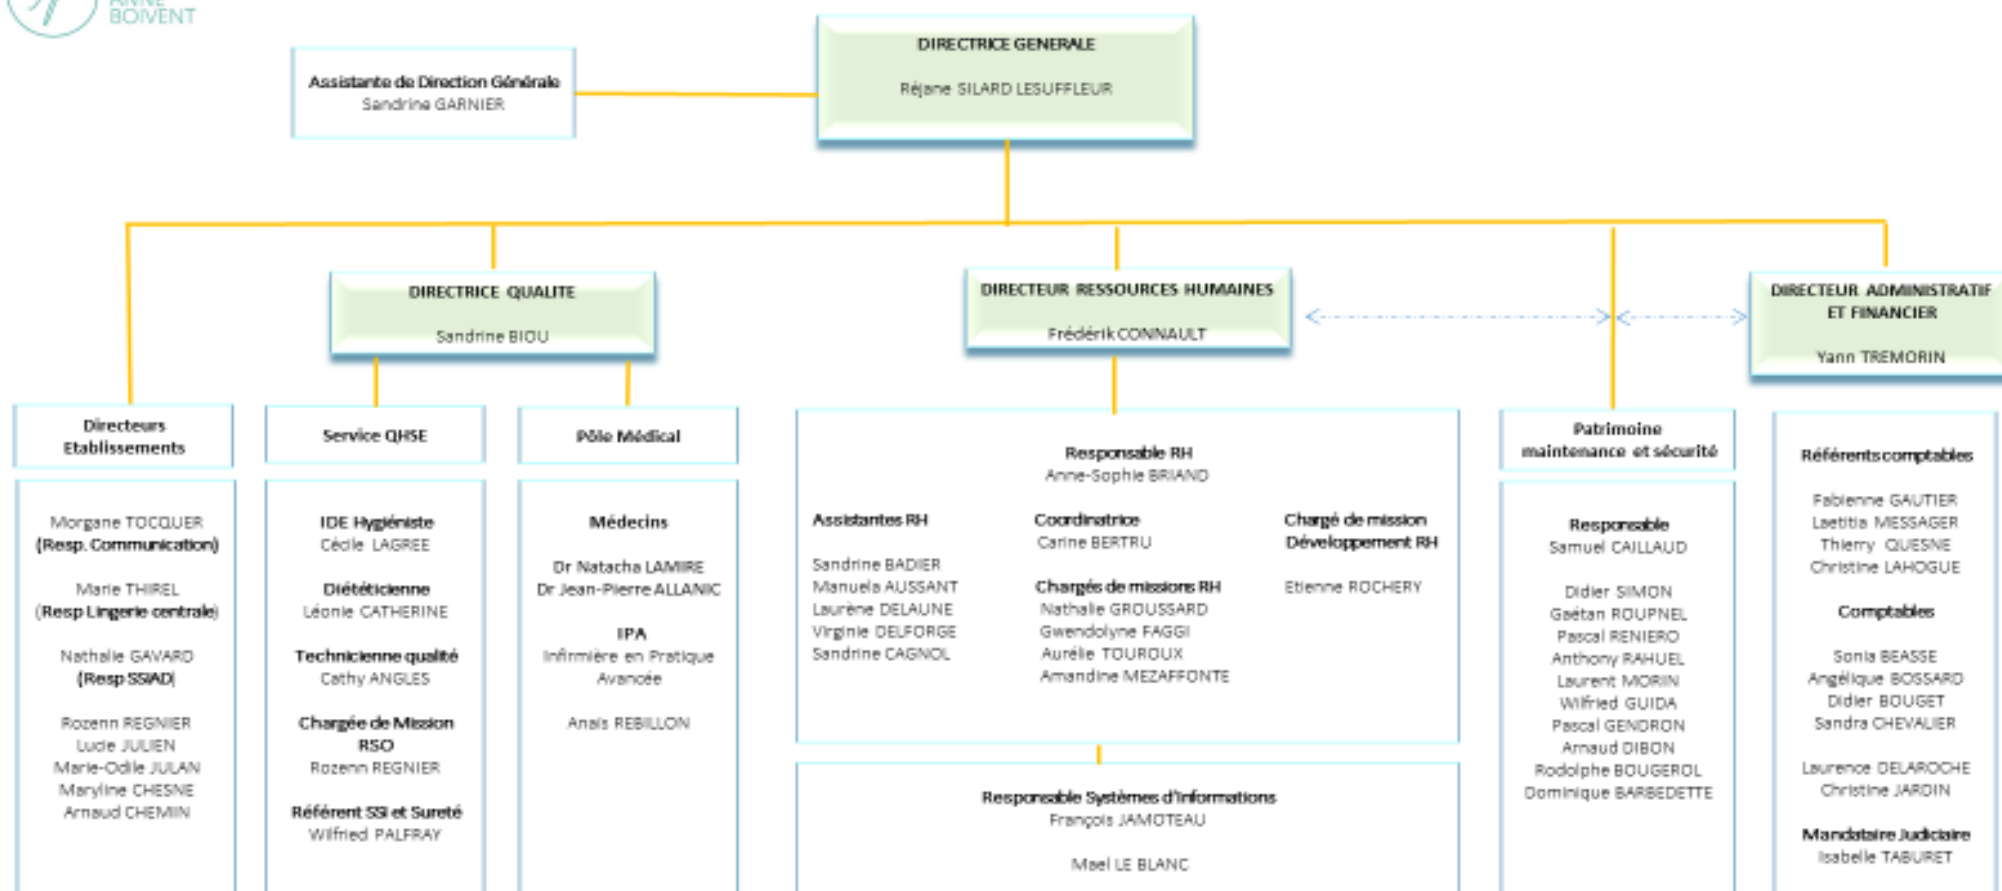 ANNE
BOIVENT
DIRECTRICE GENERALE
Réjane SILARD LESUFFLEUR
Assistante de Direction Générale
Sandrine GARNIER
DIRECTRICE QUALITE
Sandrine BIOU
DIRECTEUR RESSOURCES HUMAINES
Frédérik CONNAULT
DIRECTEUR ADMINISTRATIF
ET FINANCIER
Yann TREMORIN
Directeurs
Etablissements
Morgane TOCQUER
(Resp. Communication)
Marie THIREL
(Resp Lingerie centrale)
Nathalie GAVARD
(Resp SSIAD)
Rozenn REGNIER
Lucie JULIEN
Marie-Odile JULAN
Maryline CHESNE
Arnaud CHEMIN
Service QHSE
IDE Hygiéniste
Cécile LAGREE
Diététicienne
Léonie CATHERINE
Technicienne qualité
Cathy ANGLES
Chargée de Mission
RSO
Rozenn REGNIER
Référent SSI et Sureté
Wilfried PALFRAY
Pôle Médical
Médecins
Dr Natacha LAMIRE
Dr Jean-Pierre ALLANIC
IPA
Infirmière en Pratique
Avancée
Anaïs REBILLON
Responsable RH
Anne-Sophie BRIAND
Assistantes RH
Sandrine BADIER
Manuela AUSSANT
Laurène DELAUNE
Virginie DELFORGE
Sandrine CAGNOL
Coordinatrice
Carine BERTRU
Chargés de missions RH
Nathalie GROUSSARD
Gwendolyne FAGGI
Aurélie TOUROUX
Amandine MEZAFFONTE
Chargé de mission
Développement RH
Etienne ROCHERY
Responsable Systèmes d'Informations
François JAMOTEAU
Mael LE BLANC
Patrimoine
maintenance et sécurité
Responsable
Samuel CAILLAUD
Didier SIMON
Gaétan ROUPNEL
Pascal RENIERO
Anthony RAHUEL
Laurent MORIN
Wilfried GUIDA
Pascal GENDRON
Arnaud DIBON
Rodolphe BOUGEROL
Dominique BARBEDETTE
Référents comptables
Fabienne GAUTIER
Laetitia MESSAGER
Thierry QUESNE
Christine LAHOGUE
Comptables
Sonia BEASSE
Angélique BOSSARD
Didier BOUGET
Sandra CHEVALIER
Laurence DELAROCHE
Christine JARDIN
Mandataire Judiciaire
Isabelle TABURET